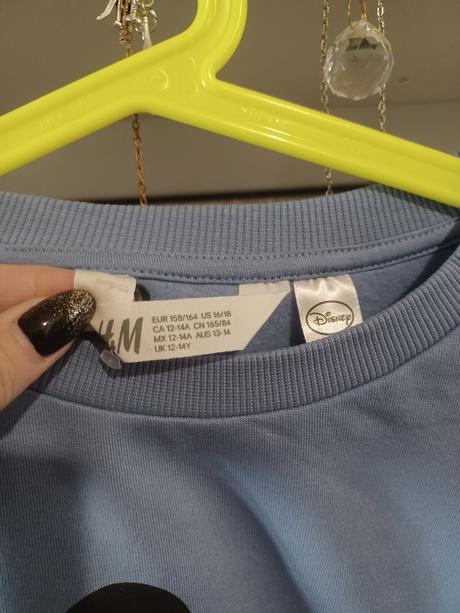 H&M
EUR 158/164 US 16/18
CA 12-14A CN 165/84
MX 12-14A AUS 13-14
UK 12-14Y
Disney